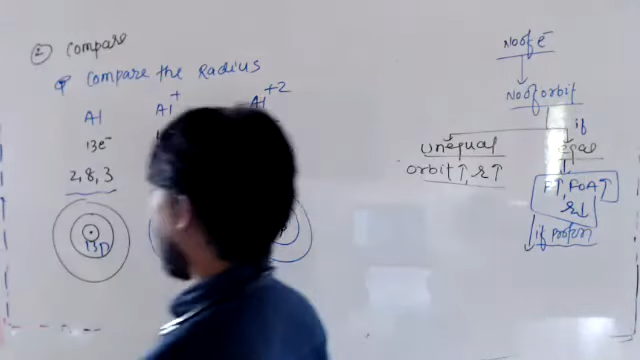 ② Compare
Q Compare the Radius
Al Al+ Al+2
13e-
2,8,3
13P
No of e-
No of orbit
if
Unequal
orbit↑, r↑
P↑, FOA↑
r↓
if proton